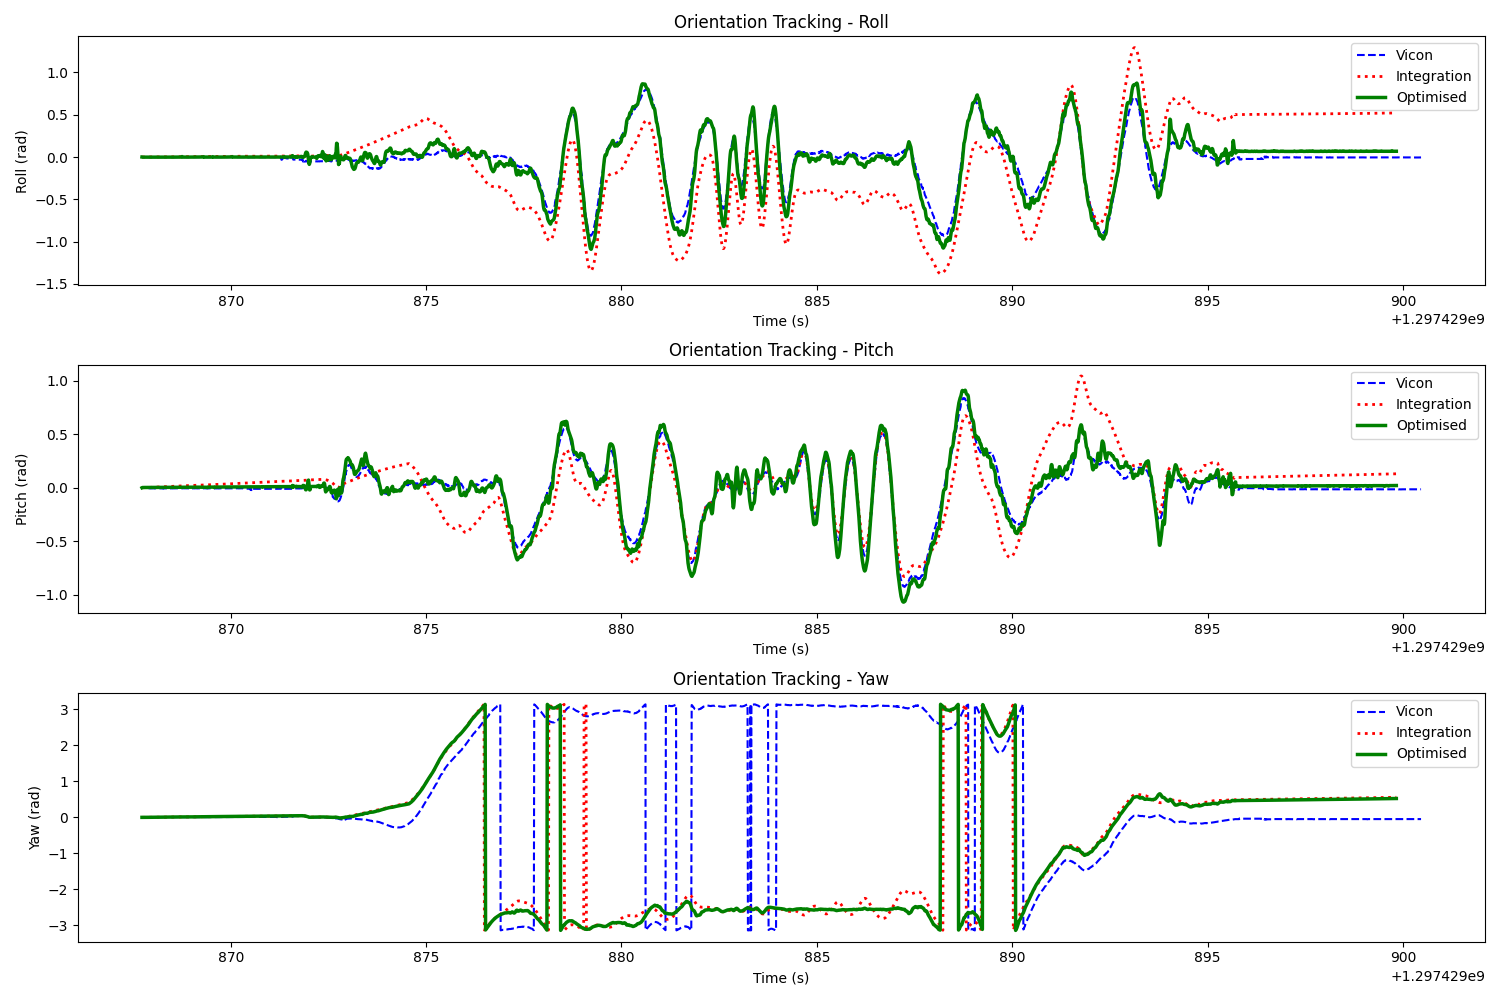 Orientation Tracking - Roll
Roll (rad)
1.0
0.5
0.0
−0.5
−1.0
−1.5
Vicon
Integration
Optimised
870 875 880 885 890 895 900
Time (s)
+1.297429e9
Orientation Tracking - Pitch
Pitch (rad)
1.0
0.5
0.0
−0.5
−1.0
Vicon
Integration
Optimised
870 875 880 885 890 895 900
Time (s)
+1.297429e9
Orientation Tracking - Yaw
Yaw (rad)
3
2
1
0
−1
−2
−3
Vicon
Integration
Optimised
870 875 880 885 890 895 900
Time (s)
+1.297429e9